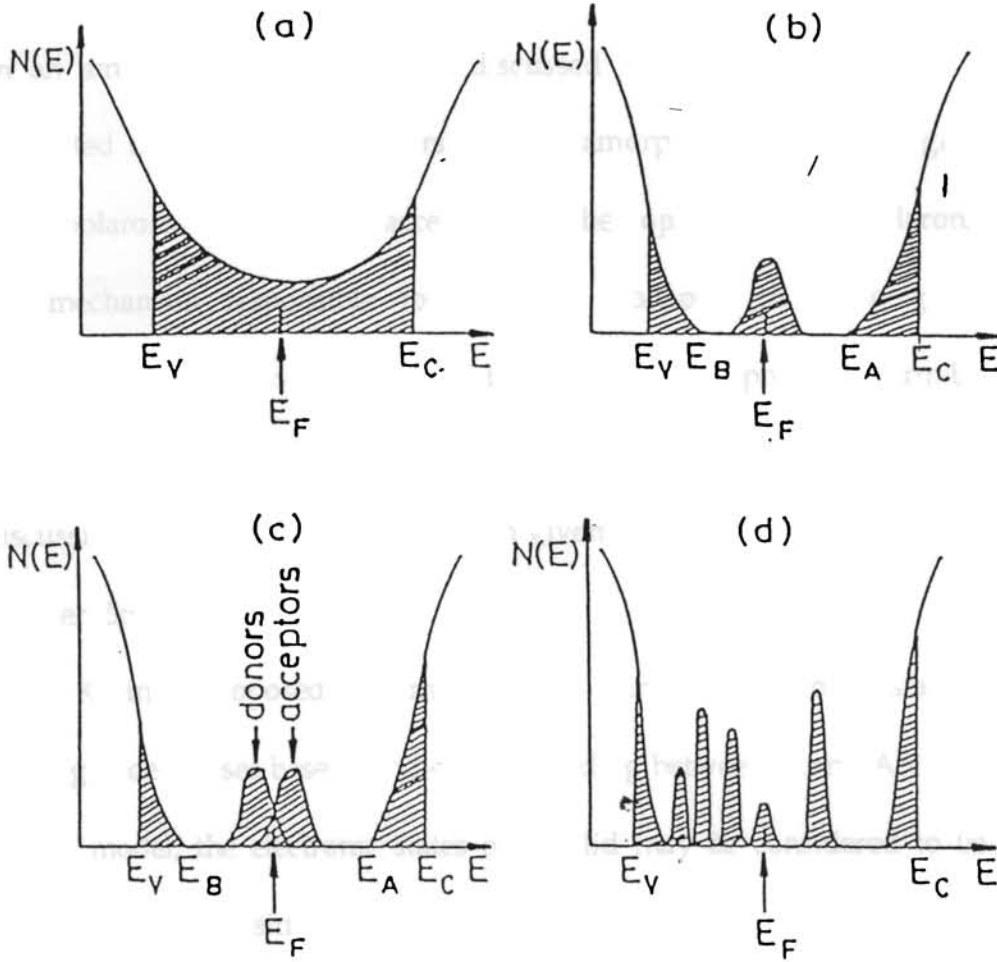 (a)
N(E)
E_V E_C E
E_F
(b)
N(E)
E_V E_B E_A E_C E
E_F
(c)
N(E)
donors
acceptors
E_V E_B E_A E_C E
E_F
(d)
N(E)
E_V E_C E
E_F